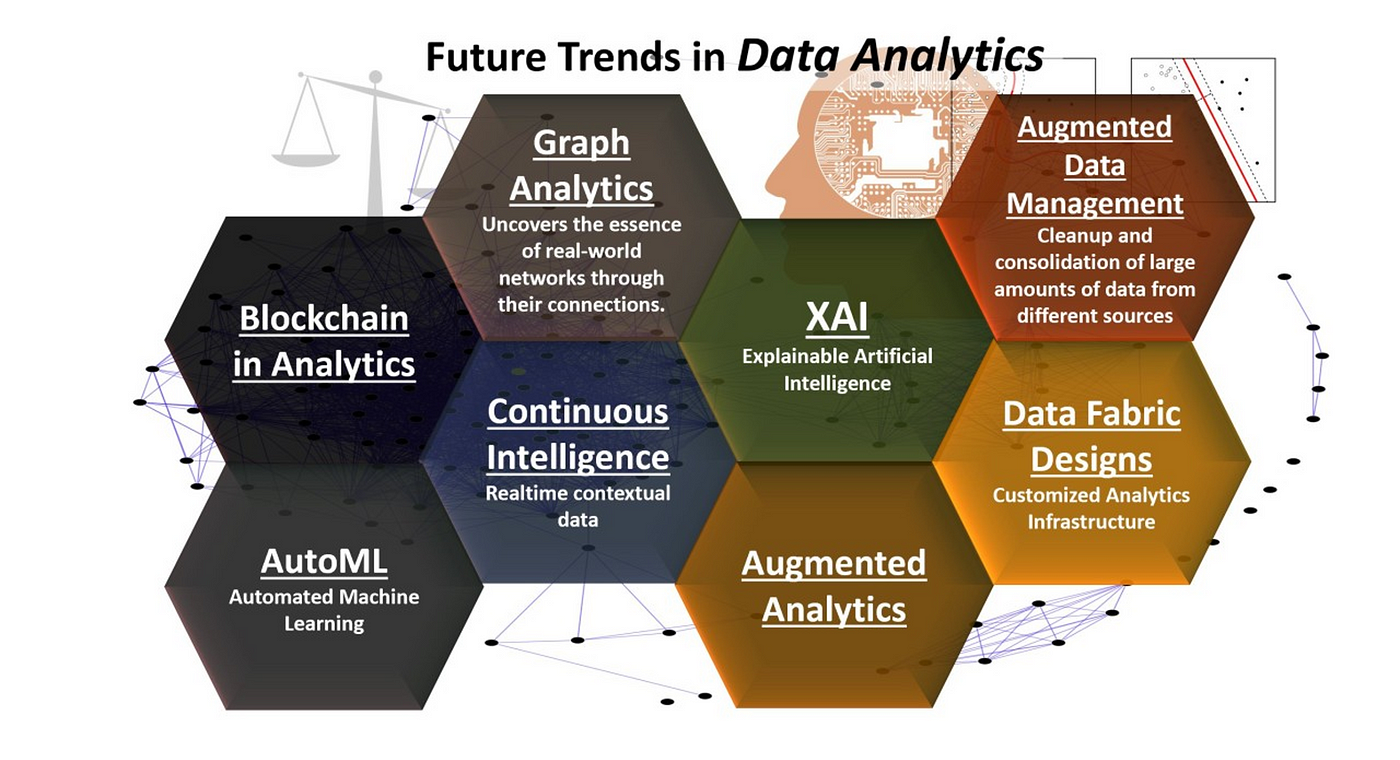 Future Trends in Data Analytics
Graph
Analytics
Uncovers the essence
of real-world
networks through
their connections.
Augmented
Data
Management
Cleanup and
consolidation of large
amounts of data from
different sources
Blockchain
in Analytics
XAI
Explainable Artificial
Intelligence
Continuous
Intelligence
Realtime contextual
data
Data Fabric
Designs
Customized Analytics
Infrastructure
AutoML
Automated Machine
Learning
Augmented
Analytics